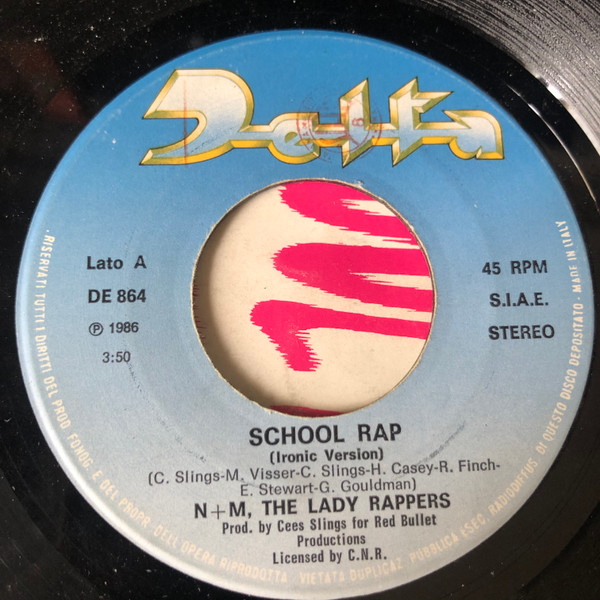 Delta
Lato A
DE 864
℗ 1986
3:50
45 RPM
S.I.A.E.
STEREO
SCHOOL RAP
(Ironic Version)
(C. Slings-M. Visser-C. Slings-H. Casey-R. Finch-
E. Stewart-G. Gouldman)
N+M, THE LADY RAPPERS
Prod. by Cees Slings for Red Bullet
Productions
Licensed by C.N.R.
RISERVATI TUTTI I DIRITTI DEL PROD. FONOG. E DEL PROPR. DELL'OPERA RIPRODOTTA - VIETATA DUPLICAZ. PUBBLICA ESEC. RADIODIFFUS. DI QUESTO DISCO DEPOSITATO - MADE IN ITALY